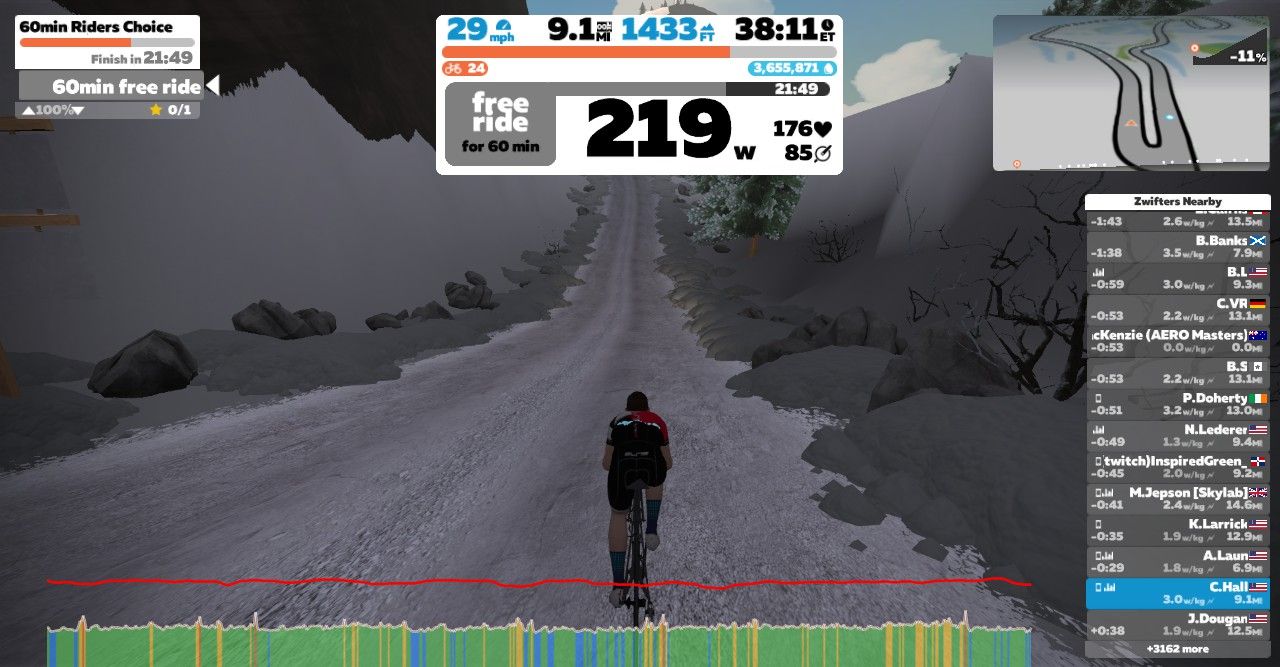 60min Riders Choice
Finish in 21:49
60min free ride
▲100%▼ ★ 0/1
29 mph 9.1 MI 1433 FT 38:11 ET
24 3,655,871
21:49
free ride
for 60 min
219 w
176
85
-11%
Zwifters Nearby
-1:43 2.6w/kg 13.5MI
B.Banks
-1:38 3.5w/kg 7.9MI
B.L
-0:59 3.0w/kg 9.3MI
C.VR
-0:53 2.2w/kg 13.1MI
cKenzie (AERO Masters)
-0:53 0.0w/kg 0.0MI
B.S
-0:53 2.2w/kg 13.1MI
P.Doherty
-0:51 3.2w/kg 13.0MI
N.Lederer
-0:49 1.3w/kg 9.4MI
twitch)InspiredGreen_
-0:45 2.0w/kg 9.2MI
M.Jepson [Skylab]
-0:41 2.4w/kg 14.6MI
K.Larrick
-0:35 1.9w/kg 12.9MI
A.Laun
-0:29 1.8w/kg 6.9MI
C.Hall
3.0w/kg 9.1MI
J.Dougan
+0:38 1.9w/kg 12.5MI
+3162 more